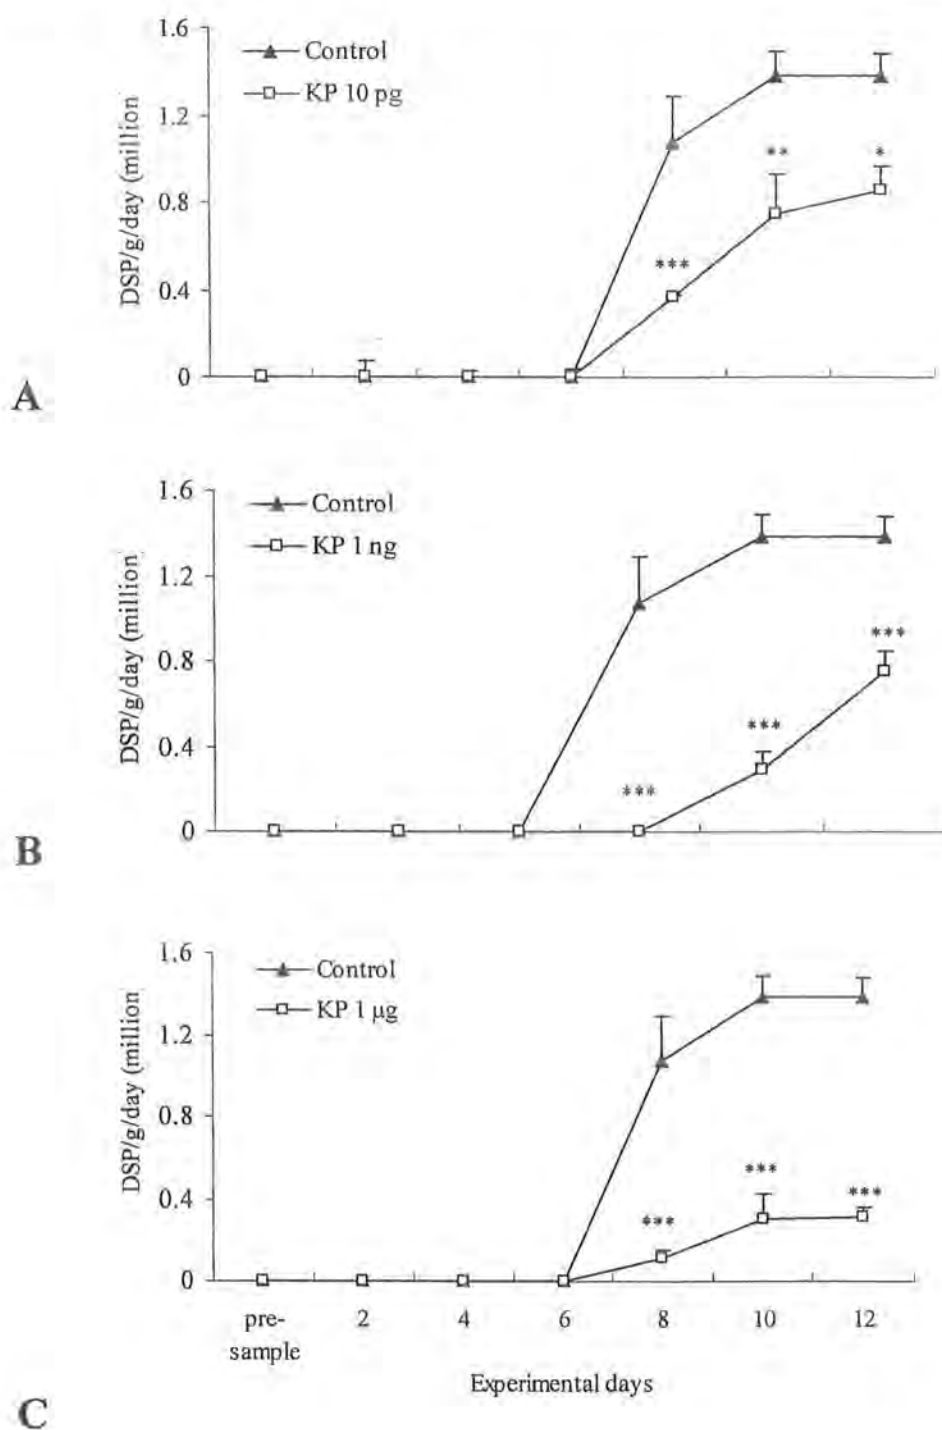 1.6
Control
KP 10 pg
1.2
0.8
0.4
0
DSP/g/day (million
***
**
*
A
1.6
Control
KP 1 ng
1.2
0.8
0.4
0
DSP/g/day (million
***
***
***
B
1.6
Control
KP 1 µg
1.2
0.8
0.4
0
DSP/g/day (million
***
***
***
pre-
sample
2 4 6 8 10 12
Experimental days
C